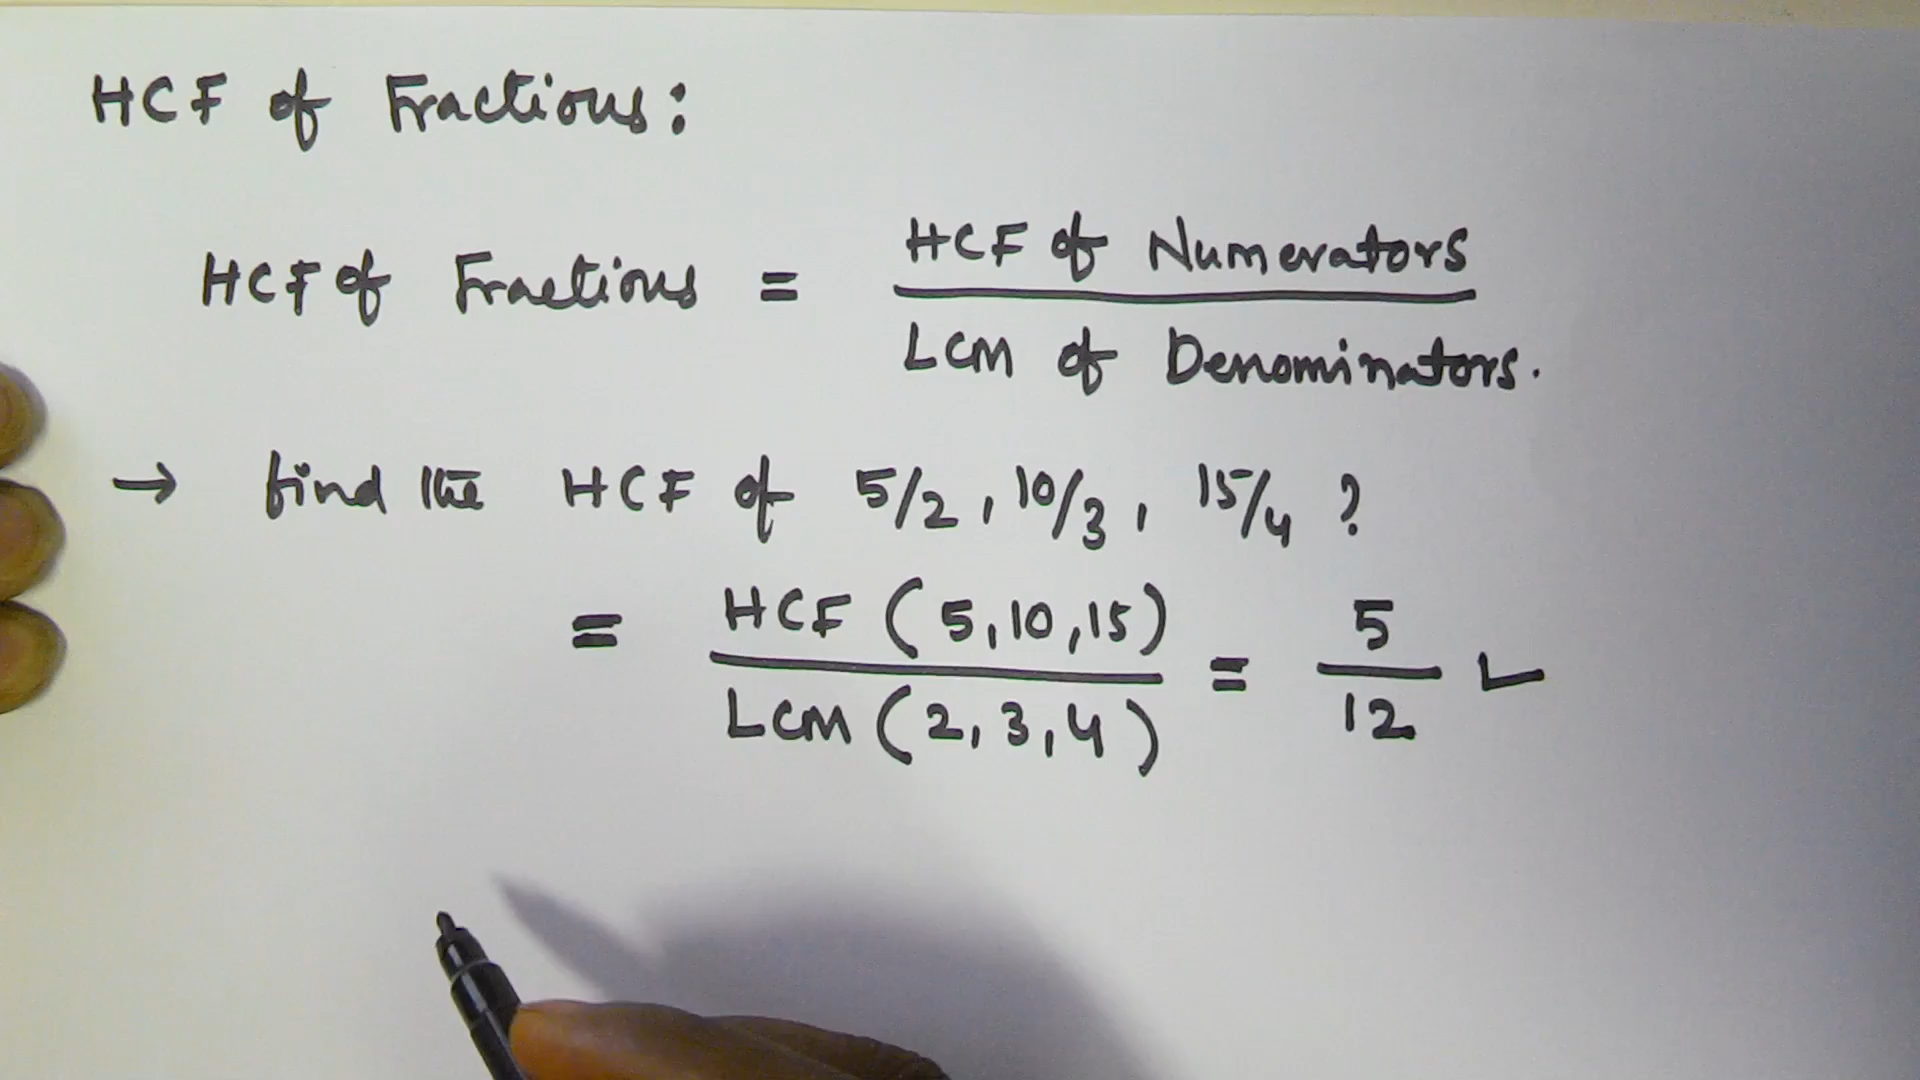 HCF of Fractions:
HCF of Fractions = HCF of Numerators
LCM of Denominators.
→ find the HCF of 5/2, 10/3, 15/4 ?
= HCF (5,10,15) = 5 ✓
LCM (2,3,4) 12